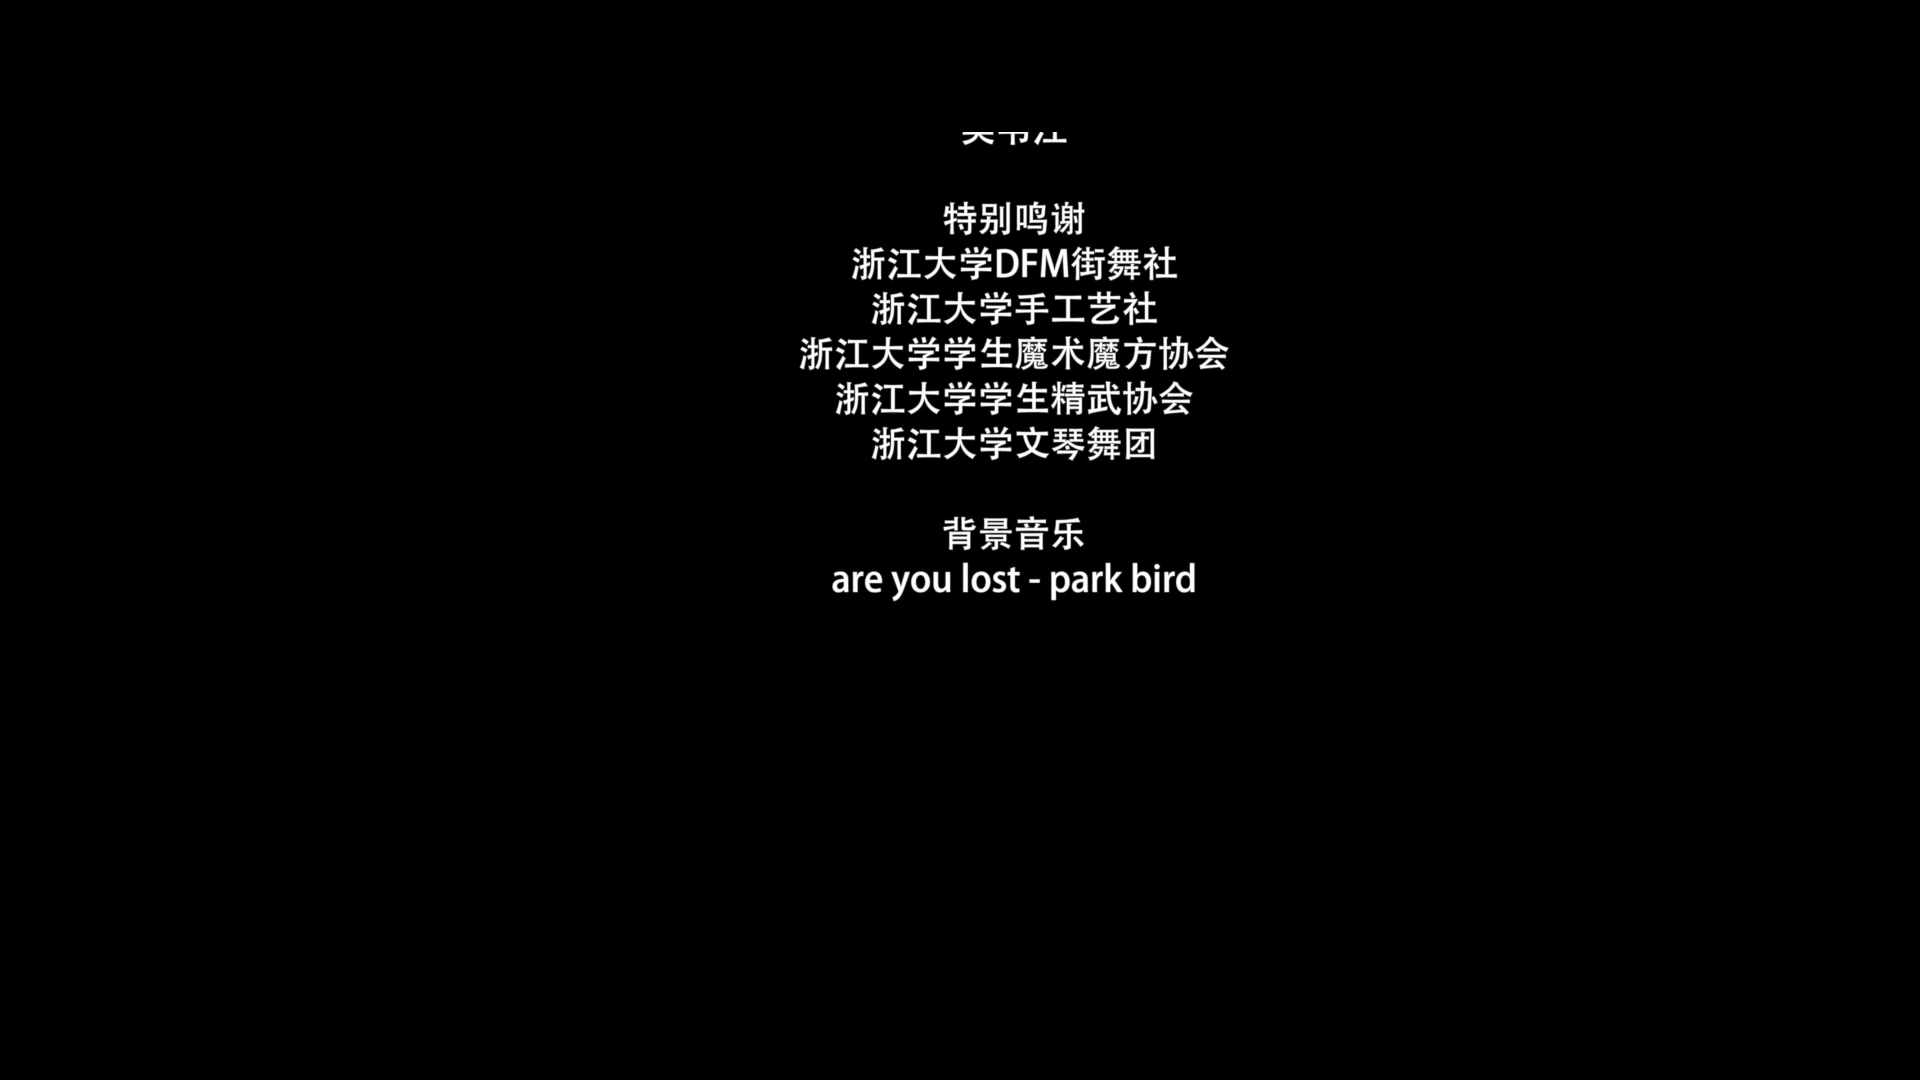 特别鸣谢
浙江大学DFM街舞社
浙江大学手工艺社
浙江大学学生魔术魔方协会
浙江大学学生精武协会
浙江大学文琴舞团
背景音乐
are you lost - park bird